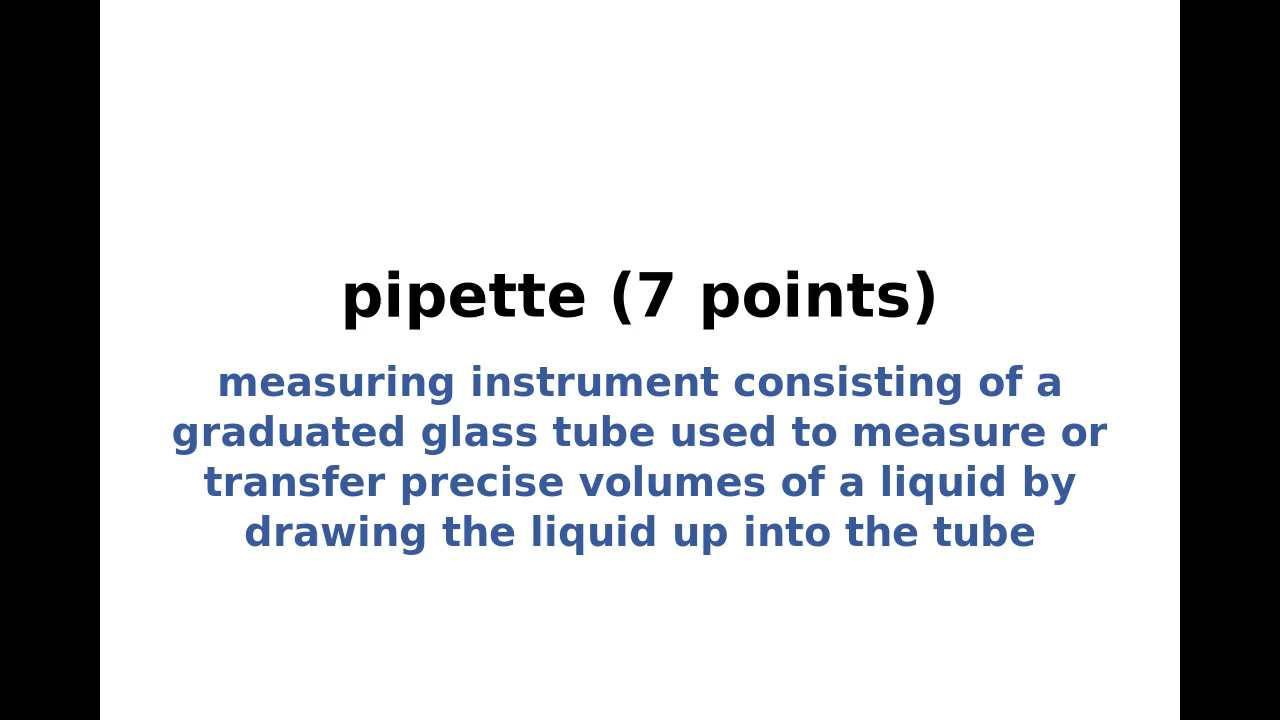 pipette (7 points)
measuring instrument consisting of a
graduated glass tube used to measure or
transfer precise volumes of a liquid by
drawing the liquid up into the tube